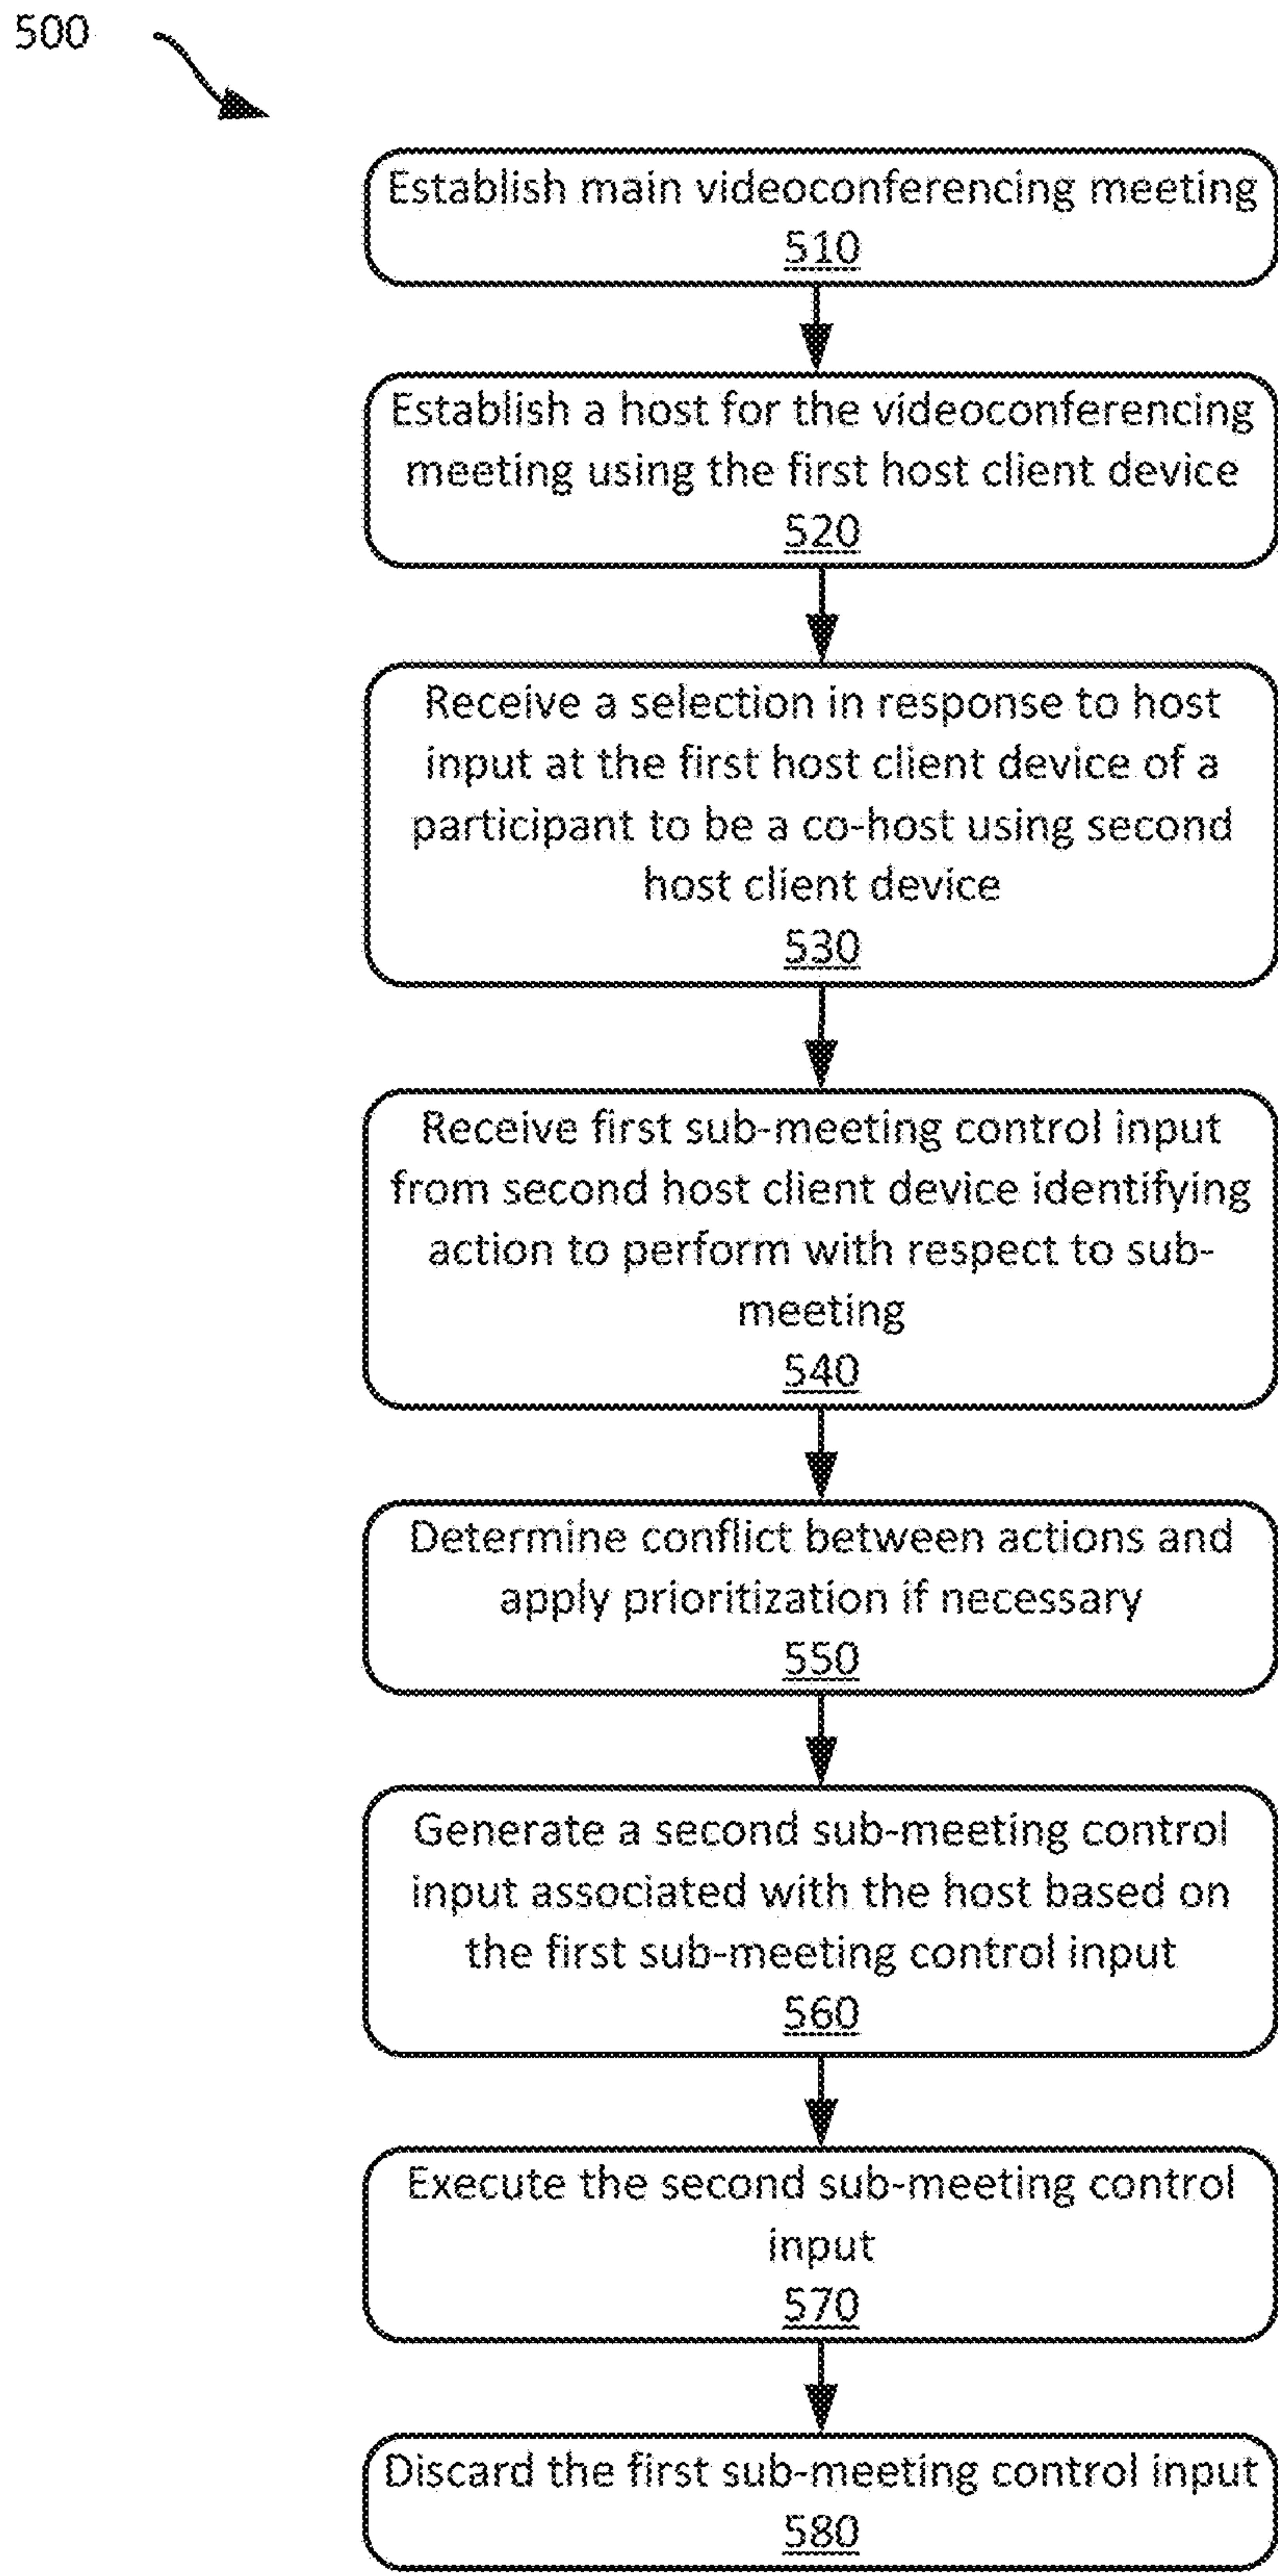 500
Establish main videoconferencing meeting
510
Establish a host for the videoconferencing
meeting using the first host client device
520
Receive a selection in response to host
input at the first host client device of a
participant to be a co-host using second
host client device
530
Receive first sub-meeting control input
from second host client device identifying
action to perform with respect to sub-
meeting
540
Determine conflict between actions and
apply prioritization if necessary
550
Generate a second sub-meeting control
input associated with the host based on
the first sub-meeting control input
560
Execute the second sub-meeting control
input
570
Discard the first sub-meeting control input
580